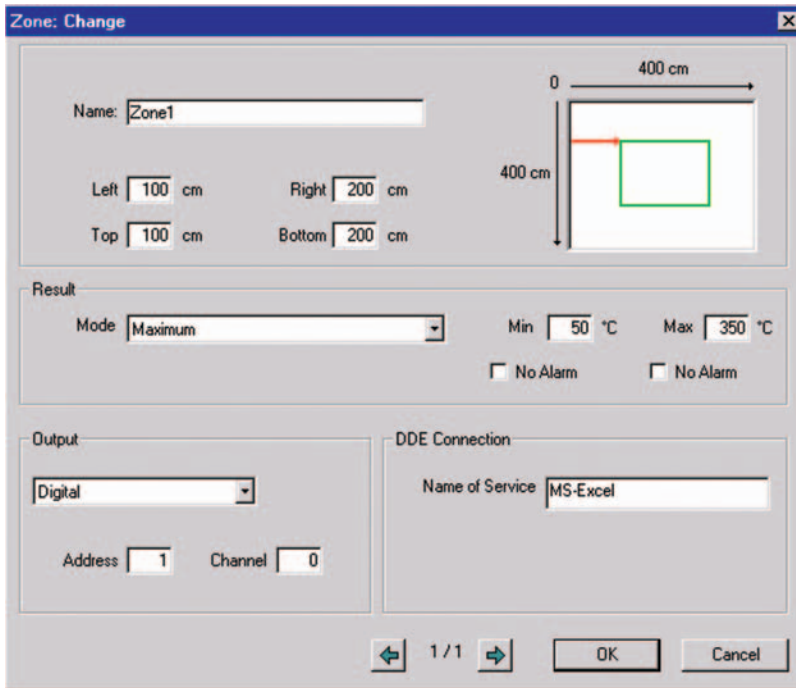 Zone: Change
Name: Zone1
Left 100 cm Right 200 cm
Top 100 cm Bottom 200 cm
0 400 cm
400 cm
Result
Mode Maximum Min 50 °C Max 350 °C
No Alarm No Alarm
Output
Digital
Address 1 Channel 0
DDE Connection
Name of Service MS-Excel
1 / 1 OK Cancel